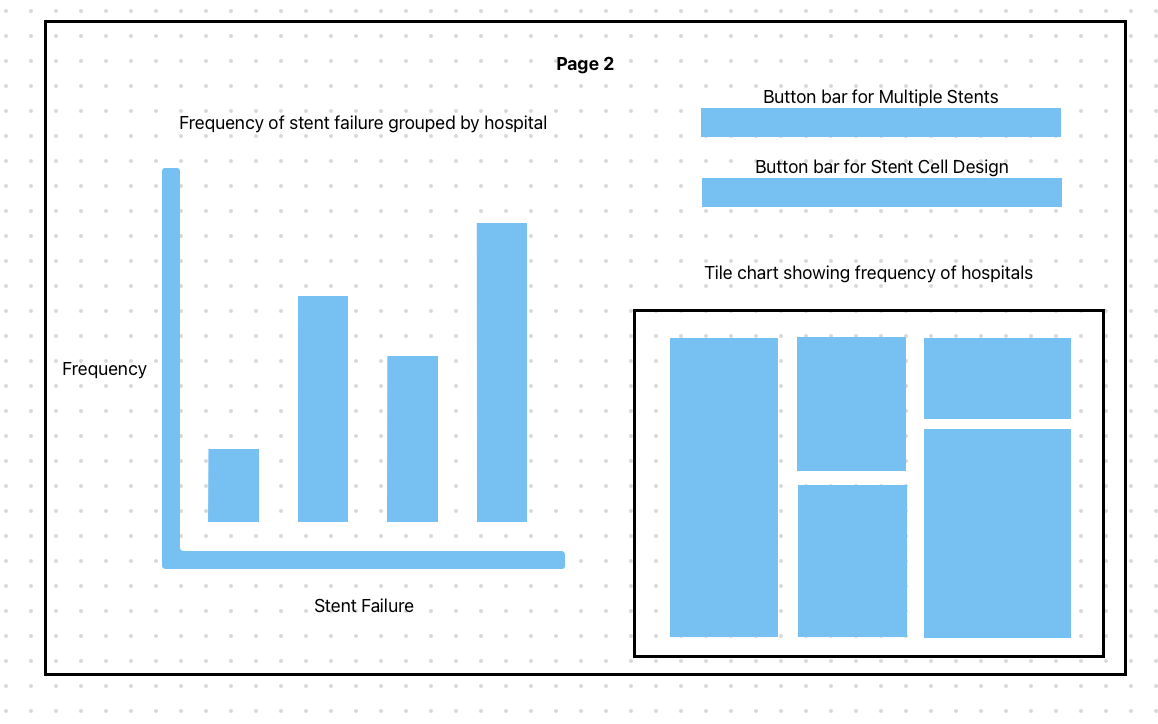 Page 2
Frequency of stent failure grouped by hospital
Frequency
Stent Failure
Button bar for Multiple Stents
Button bar for Stent Cell Design
Tile chart showing frequency of hospitals